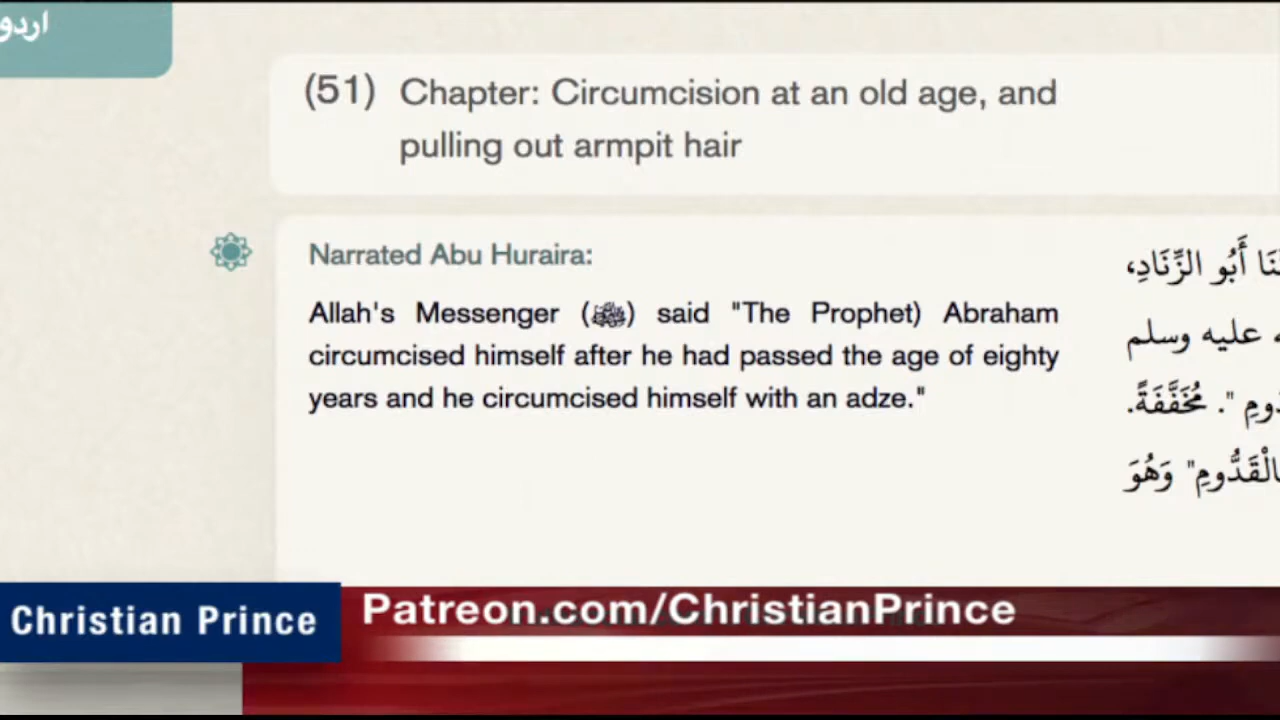 اردو
(51) Chapter: Circumcision at an old age, and
pulling out armpit hair
Narrated Abu Huraira:
Allah's Messenger (ﷺ) said "The Prophet) Abraham
circumcised himself after he had passed the age of eighty
years and he circumcised himself with an adze."
أَبُو الزِّنَادِ،
عليه وسلم
". مُخَفَّفَةً.
بِالْقَدُّومِ" وَهُوَ
Christian Prince
Patreon.com/ChristianPrince